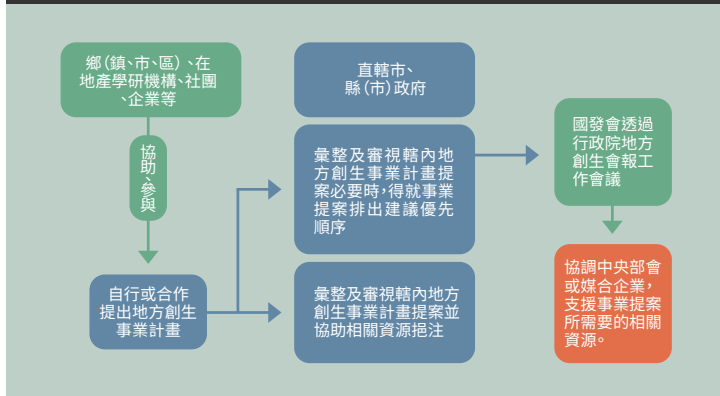 鄉(鎮、市、區)、在
地產學研機構、社團
、企業等
協助、參與
自行或合作
提出地方創生
事業計畫
直轄市、
縣(市)政府
彙整及審視轄內地
方創生事業計畫提
案必要時,得就事業
提案排出建議優先
順序
彙整及審視轄內地方
創生事業計畫提案並
協助相關資源挹注
國發會透過
行政院地方
創生會報工
作會議
協調中央部會
或媒合企業,
支援事業提案
所需要的相關
資源。